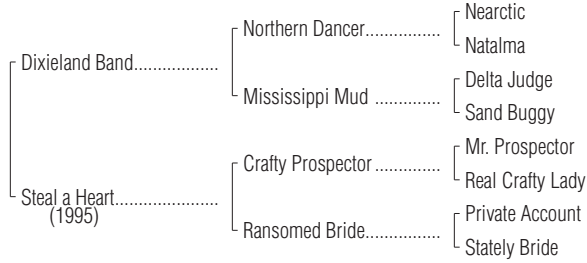 Nearctic
Northern Dancer.................
Natalma
Dixieland Band...................
Delta Judge
Mississippi Mud ...............
Sand Buggy
Mr. Prospector
Crafty Prospector ...............
Real Crafty Lady
Steal a Heart.......................
(1995)
Private Account
Ransomed Bride.................
Stately Bride